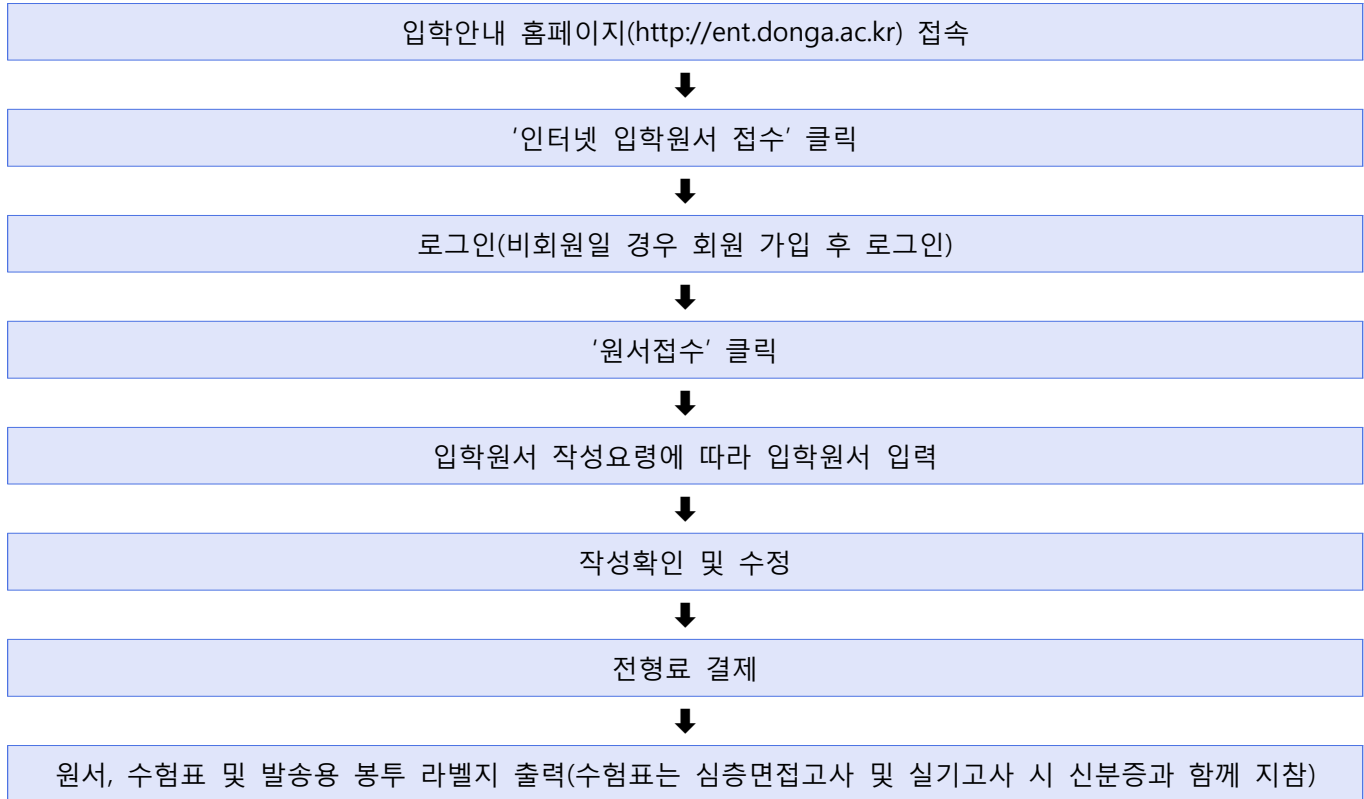 입학안내 홈페이지(http://ent.donga.ac.kr) 접속
'인터넷 입학원서 접수' 클릭
로그인(비회원일 경우 회원 가입 후 로그인)
'원서접수' 클릭
입학원서 작성요령에 따라 입학원서 입력
작성확인 및 수정
전형료 결제
원서, 수험표 및 발송용 봉투 라벨지 출력(수험표는 심층면접고사 및 실기고사 시 신분증과 함께 지참)